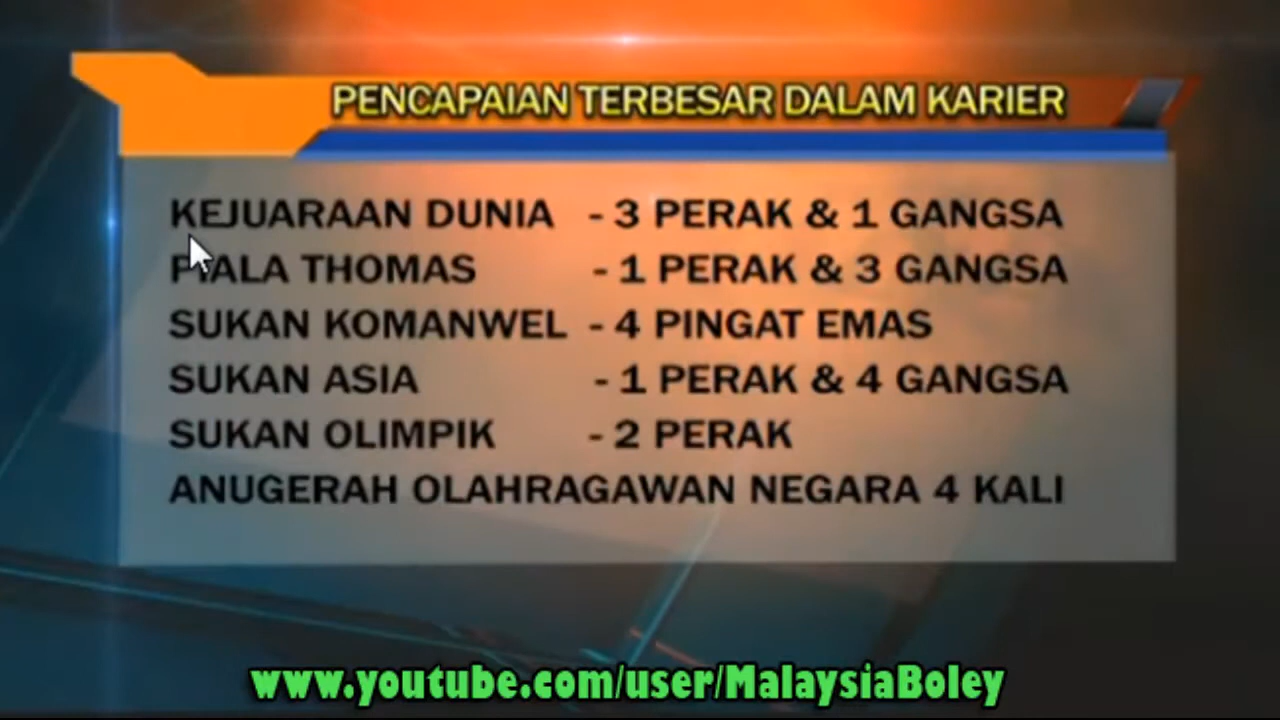 PENCAPAIAN TERBESAR DALAM KARIER
KEJUARAAN DUNIA - 3 PERAK & 1 GANGSA
PIALA THOMAS - 1 PERAK & 3 GANGSA
SUKAN KOMANWEL - 4 PINGAT EMAS
SUKAN ASIA - 1 PERAK & 4 GANGSA
SUKAN OLIMPIK - 2 PERAK
ANUGERAH OLAHRAGAWAN NEGARA 4 KALI
www.youtube.com/user/MalaysiaBoley